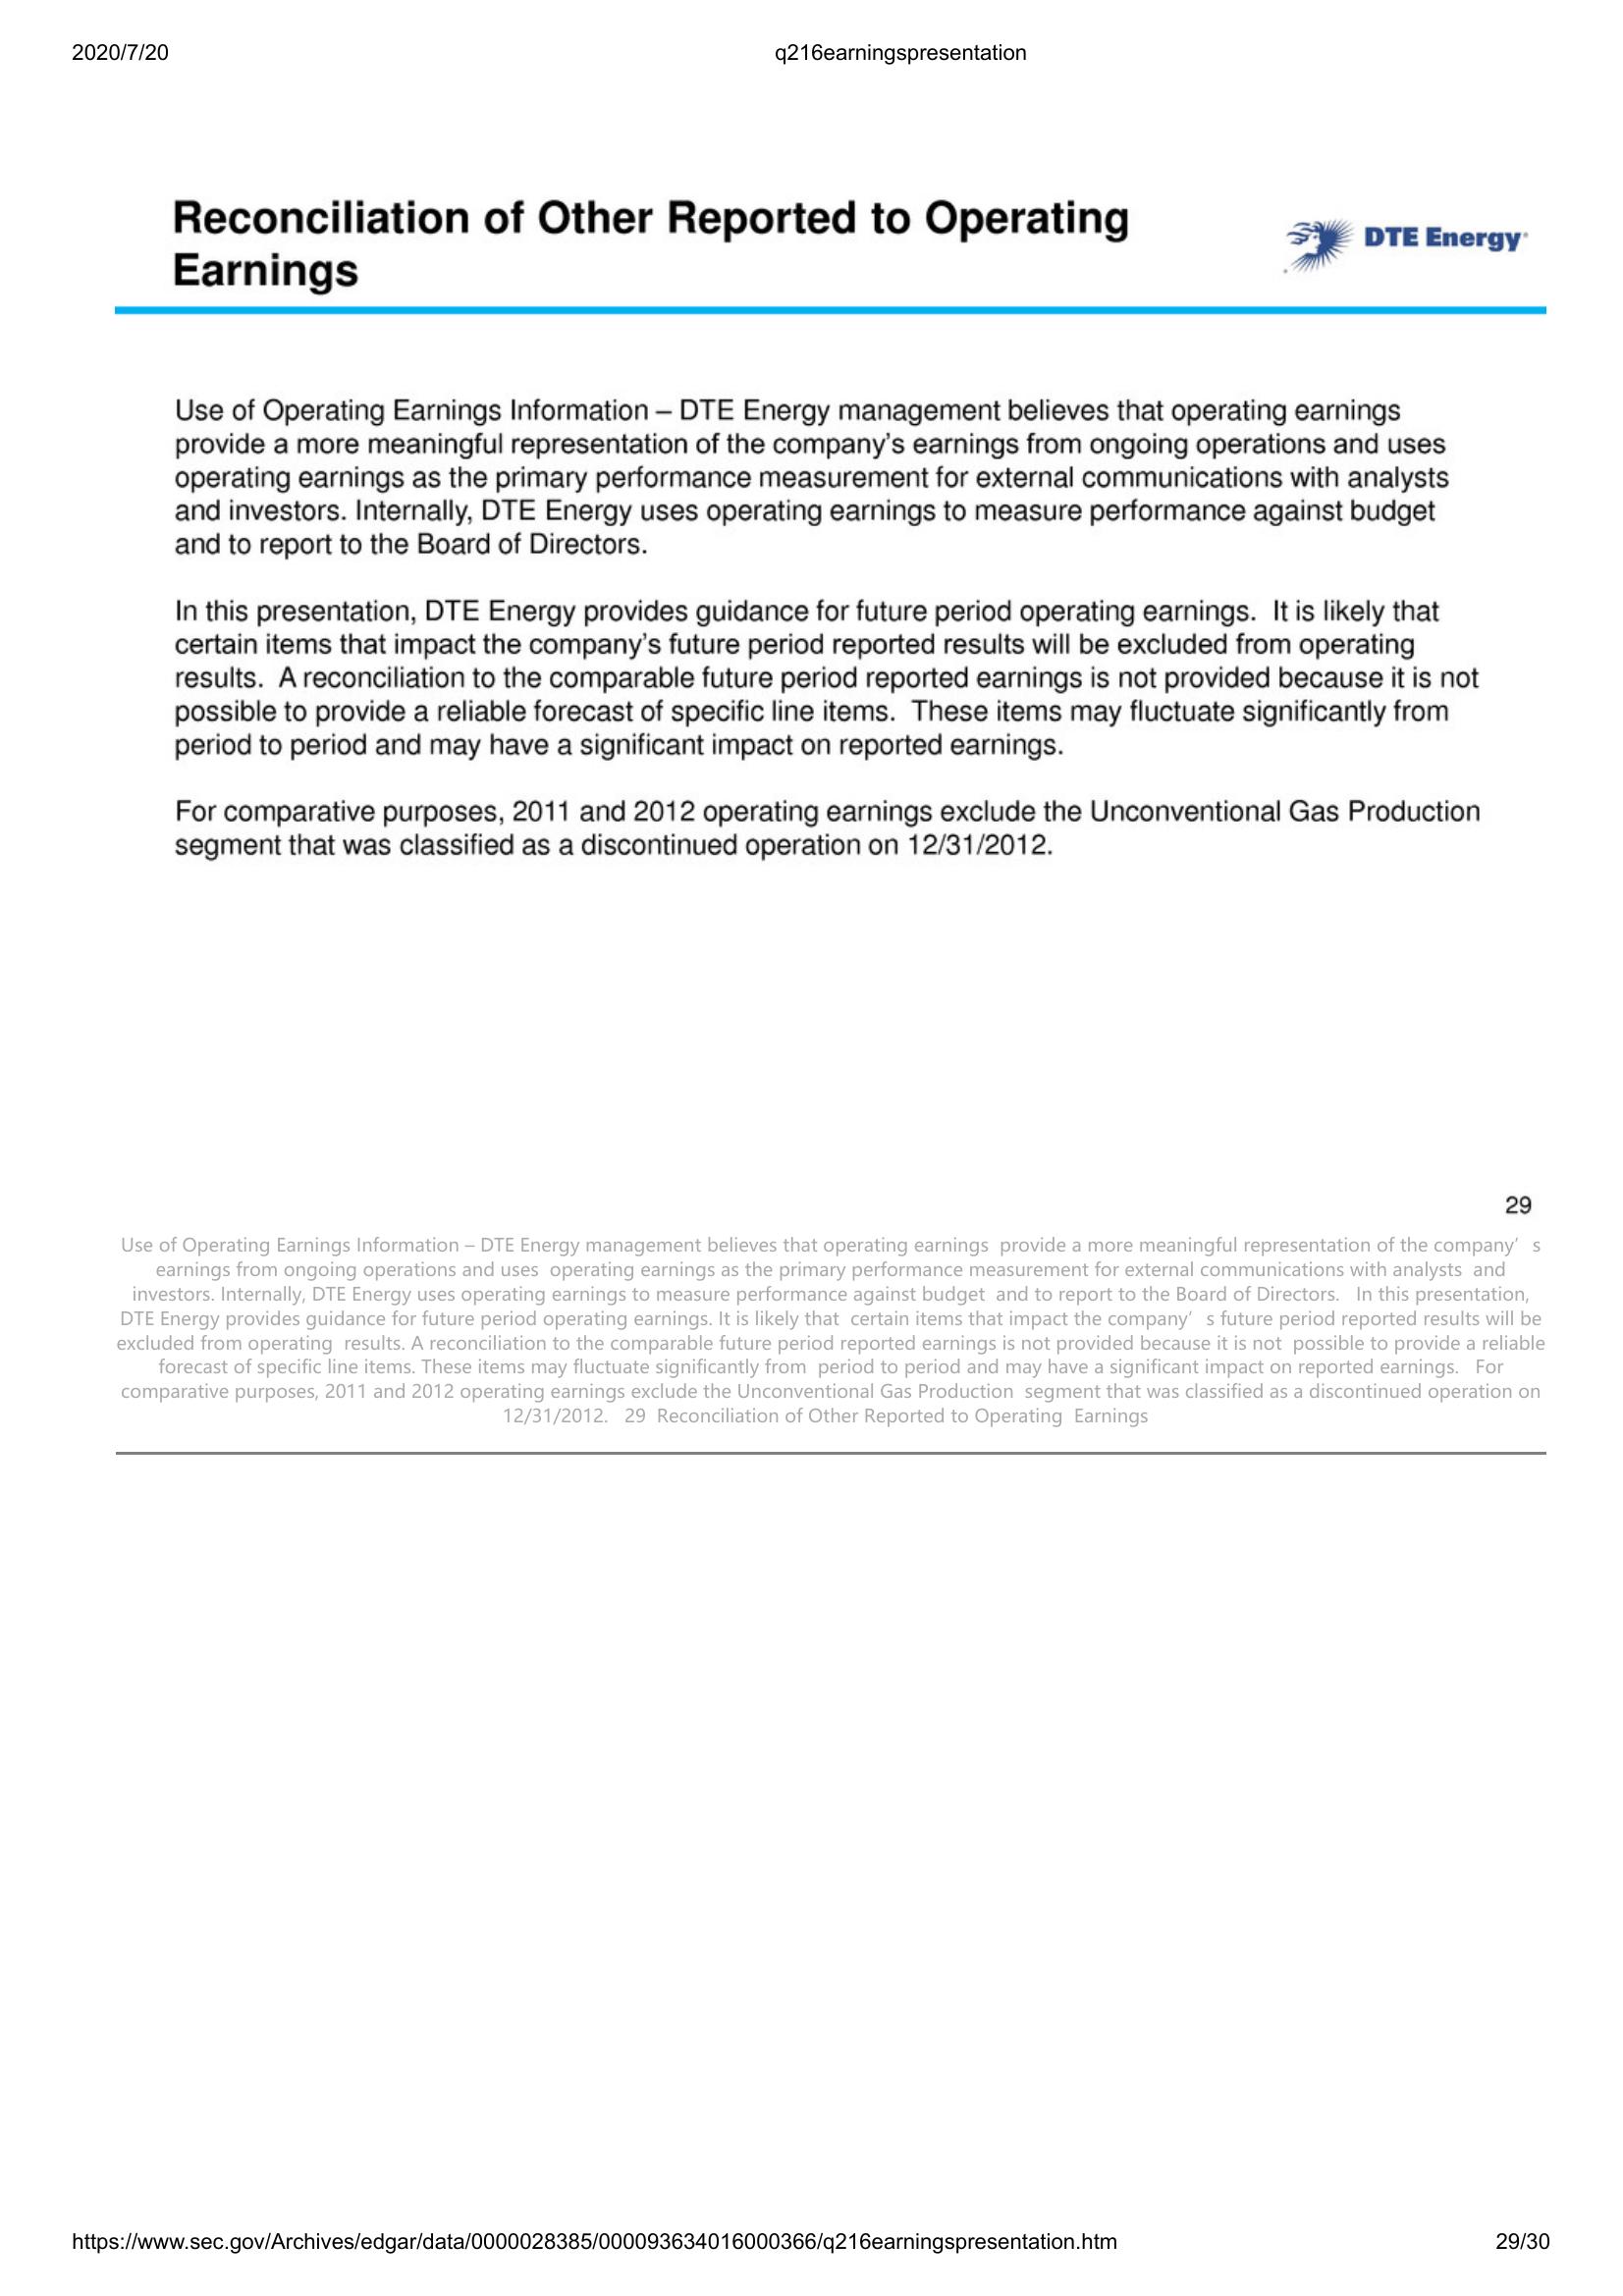 2020/7/20
q216earningspresentation
Reconciliation of Other Reported to Operating
Earnings
DTE Energy®
Use of Operating Earnings Information – DTE Energy management believes that operating earnings
provide a more meaningful representation of the company’s earnings from ongoing operations and uses
operating earnings as the primary performance measurement for external communications with analysts
and investors. Internally, DTE Energy uses operating earnings to measure performance against budget
and to report to the Board of Directors.
In this presentation, DTE Energy provides guidance for future period operating earnings.  It is likely that
certain items that impact the company’s future period reported results will be excluded from operating
results.  A reconciliation to the comparable future period reported earnings is not provided because it is not
possible to provide a reliable forecast of specific line items.  These items may fluctuate significantly from
period to period and may have a significant impact on reported earnings.
For comparative purposes, 2011 and 2012 operating earnings exclude the Unconventional Gas Production
segment that was classified as a discontinued operation on 12/31/2012.
29
Use of Operating Earnings Information – DTE Energy management believes that operating earnings  provide a more meaningful representation of the company’ s
earnings from ongoing operations and uses  operating earnings as the primary performance measurement for external communications with analysts  and
investors. Internally, DTE Energy uses operating earnings to measure performance against budget  and to report to the Board of Directors.   In this presentation,
DTE Energy provides guidance for future period operating earnings. It is likely that  certain items that impact the company’ s future period reported results will be
excluded from operating  results. A reconciliation to the comparable future period reported earnings is not provided because it is not  possible to provide a reliable
forecast of specific line items. These items may fluctuate significantly from  period to period and may have a significant impact on reported earnings.   For
comparative purposes, 2011 and 2012 operating earnings exclude the Unconventional Gas Production  segment that was classified as a discontinued operation on
12/31/2012.   29  Reconciliation of Other Reported to Operating  Earnings
https://www.sec.gov/Archives/edgar/data/0000028385/000093634016000366/q216earningspresentation.htm
29/30